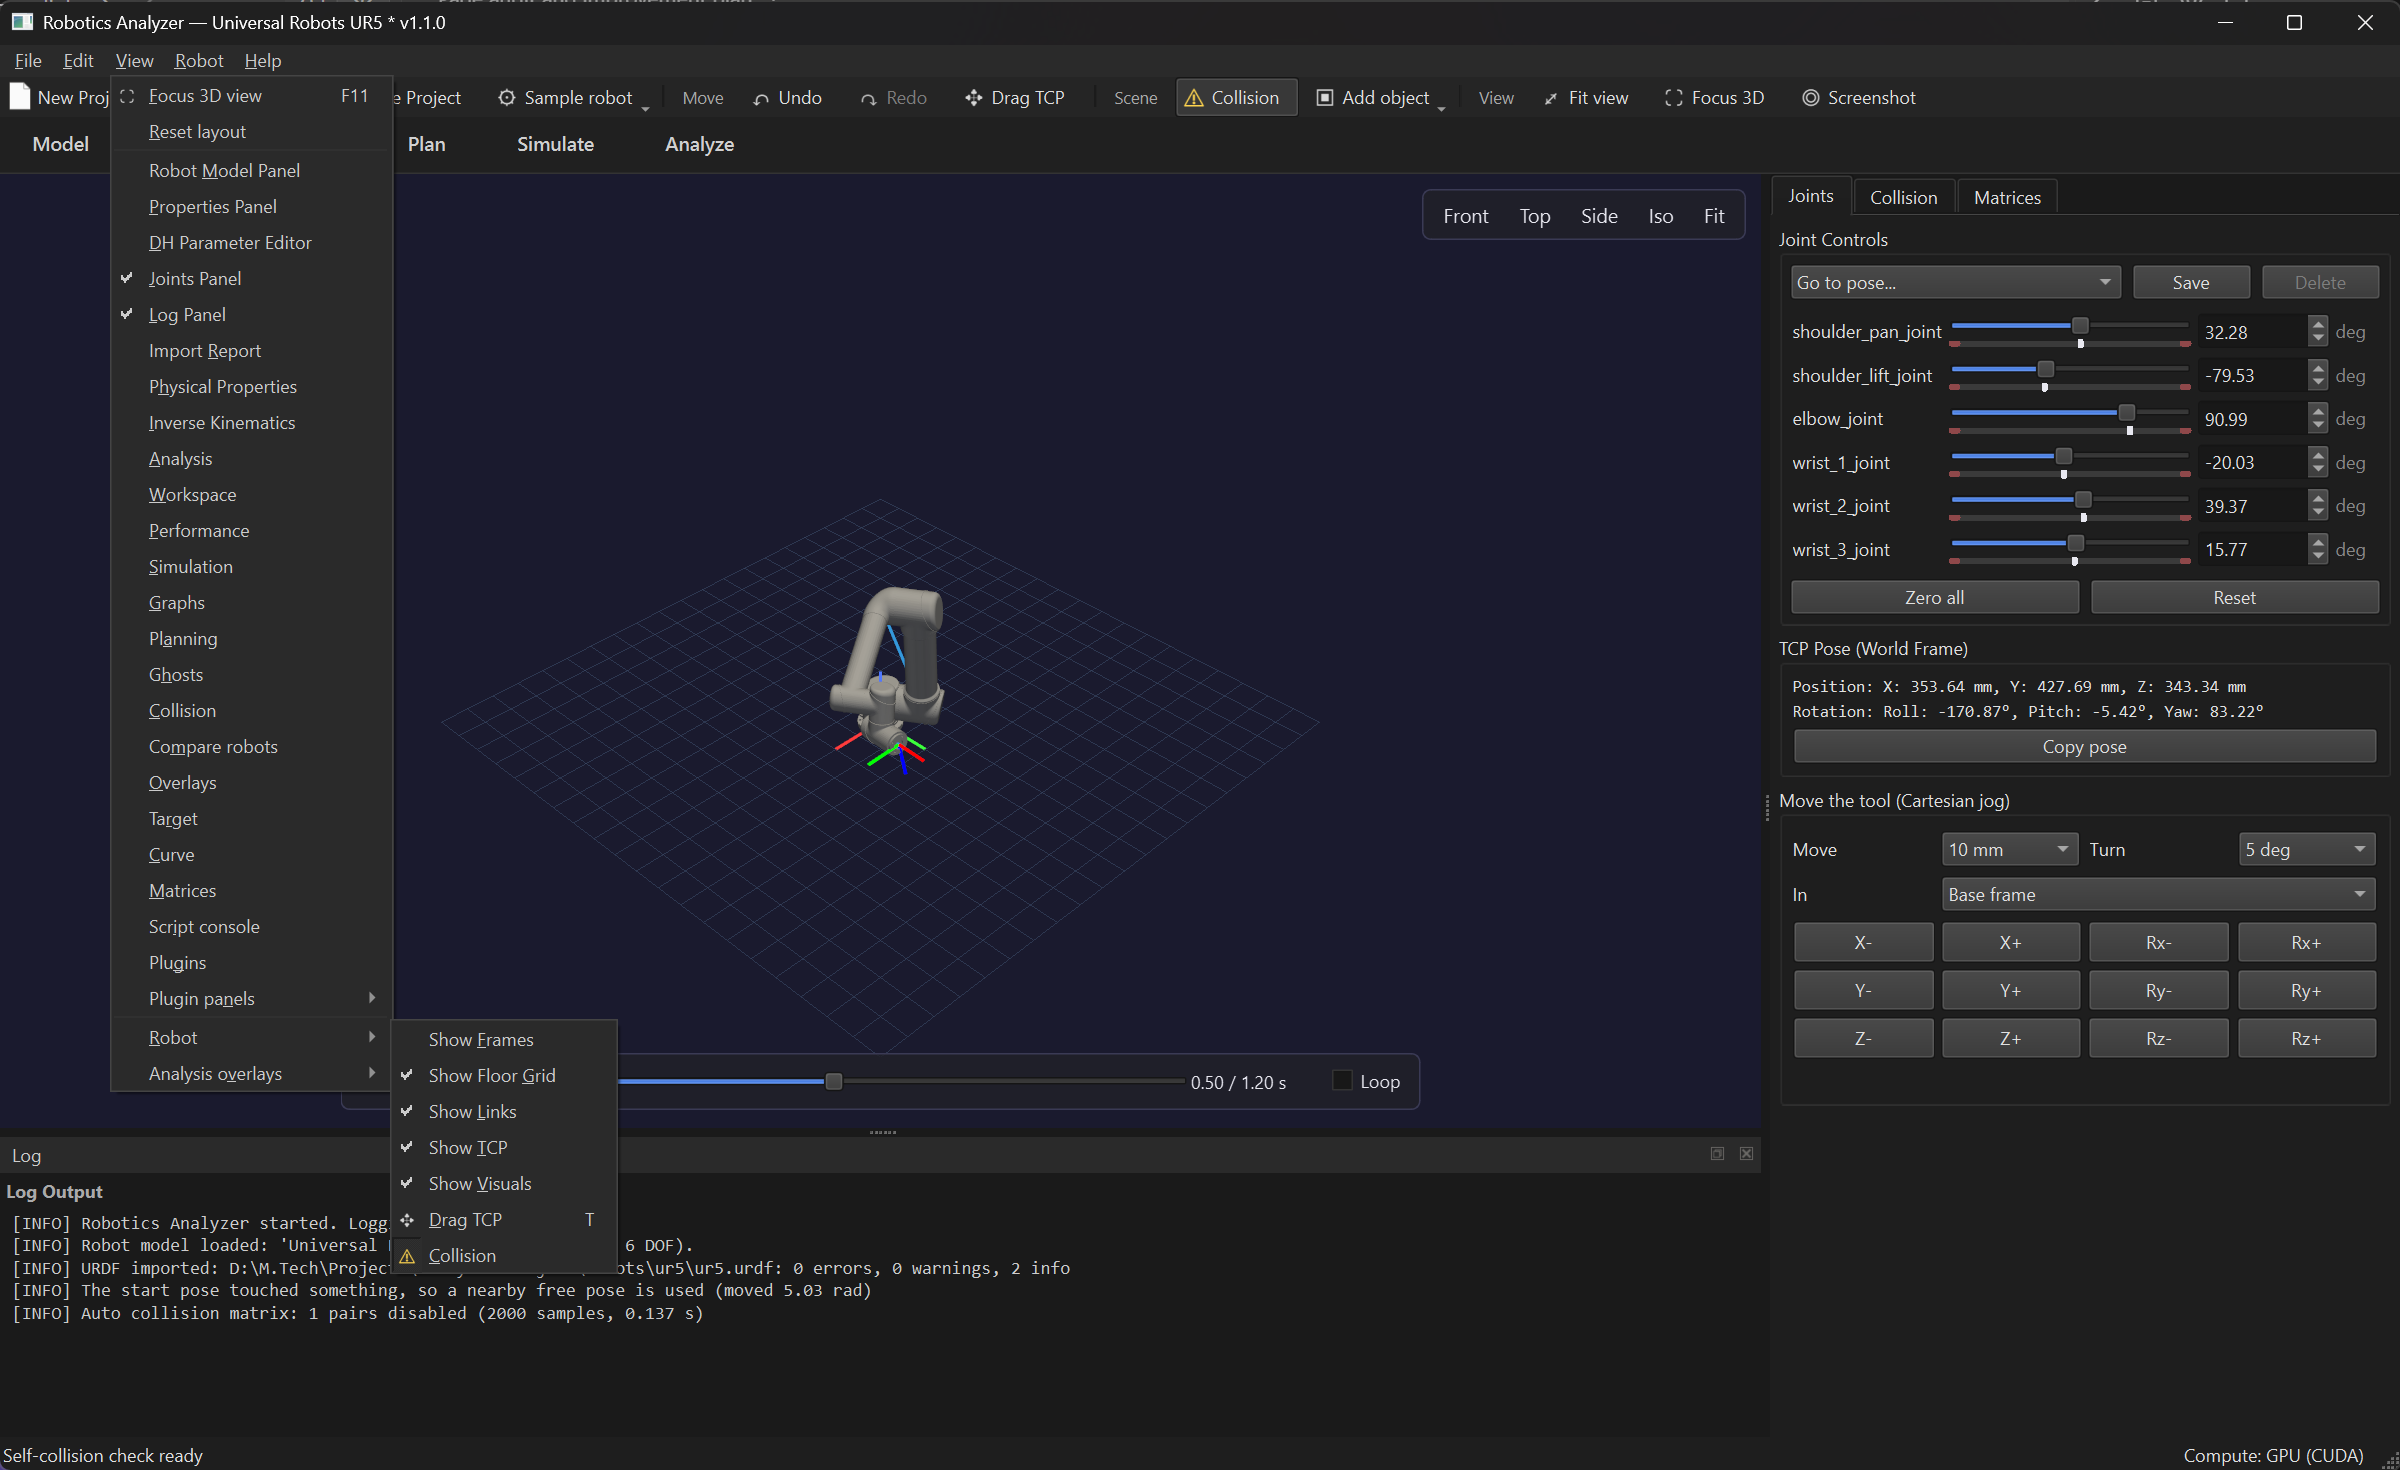 Robotics Analyzer — Universal Robots UR5 * v1.1.0
File Edit View Robot Help
New Proj
e Project Sample robot Move Undo Redo Drag TCP Scene Collision Add object View Fit view Focus 3D Screenshot
Model Plan Simulate Analyze
Focus 3D view F11
Reset layout
Robot Model Panel
Properties Panel
DH Parameter Editor
Joints Panel
Log Panel
Import Report
Physical Properties
Inverse Kinematics
Analysis
Workspace
Performance
Simulation
Graphs
Planning
Ghosts
Collision
Compare robots
Overlays
Target
Curve
Matrices
Script console
Plugins
Plugin panels
Robot
Analysis overlays
Show Frames
Show Floor Grid
Show Links
Show TCP
Show Visuals
Drag TCP T
Collision
Front Top Side Iso Fit
0.50 / 1.20 s Loop
Joints Collision Matrices
Joint Controls
Go to pose... Save Delete
shoulder_pan_joint 32.28 deg
shoulder_lift_joint -79.53 deg
elbow_joint 90.99 deg
wrist_1_joint -20.03 deg
wrist_2_joint 39.37 deg
wrist_3_joint 15.77 deg
Zero all Reset
TCP Pose (World Frame)
Position: X: 353.64 mm, Y: 427.69 mm, Z: 343.34 mm
Rotation: Roll: -170.87°, Pitch: -5.42°, Yaw: 83.22°
Copy pose
Move the tool (Cartesian jog)
Move 10 mm Turn 5 deg
In Base frame
X- X+ Rx- Rx+
Y- Y+ Ry- Ry+
Z- Z+ Rz- Rz+
Log
Log Output
[INFO] Robotics Analyzer started. Logg
[INFO] Robot model loaded: 'Universal 6 DOF).
[INFO] URDF imported: D:\M.Tech\Projec ots\ur5\ur5.urdf: 0 errors, 0 warnings, 2 info
[INFO] The start pose touched something, so a nearby free pose is used (moved 5.03 rad)
[INFO] Auto collision matrix: 1 pairs disabled (2000 samples, 0.137 s)
Self-collision check ready
Compute: GPU (CUDA)